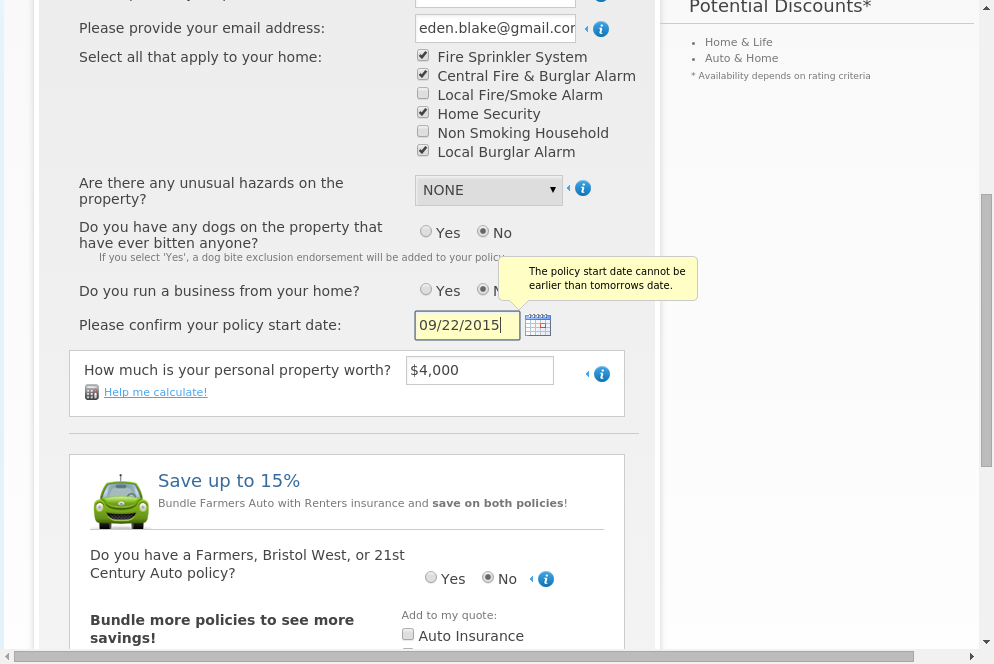 Potential Discounts*
Please provide your email address:
eden.blake@gmail.cor
Home & Life
Auto & Home
* Availability depends on rating criteria
Select all that apply to your home:
Fire Sprinkler System
Central Fire & Burglar Alarm
Local Fire/Smoke Alarm
Home Security
Non Smoking Household
Local Burglar Alarm
Are there any unusual hazards on the
property?
NONE
Do you have any dogs on the property that
have ever bitten anyone?
Yes No
If you select 'Yes', a dog bite exclusion endorsement will be added to your policy
The policy start date cannot be
earlier than tomorrows date.
Do you run a business from your home?
Yes
Please confirm your policy start date:
09/22/2015
How much is your personal property worth?
$4,000
Help me calculate!
Save up to 15%
Bundle Farmers Auto with Renters insurance and save on both policies!
Do you have a Farmers, Bristol West, or 21st
Century Auto policy?
Yes No
Bundle more policies to see more
savings!
Add to my quote:
Auto Insurance